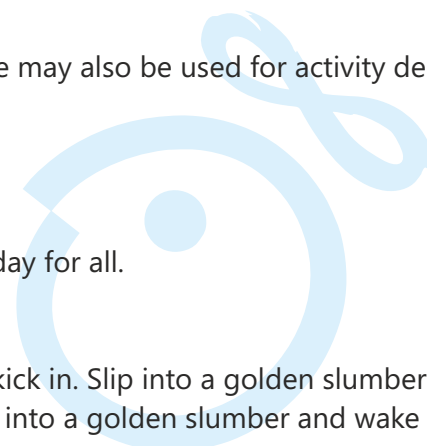 may also be used for activity
day for all.
kick in. Slip into a golden slumber
into a golden slumber and wake